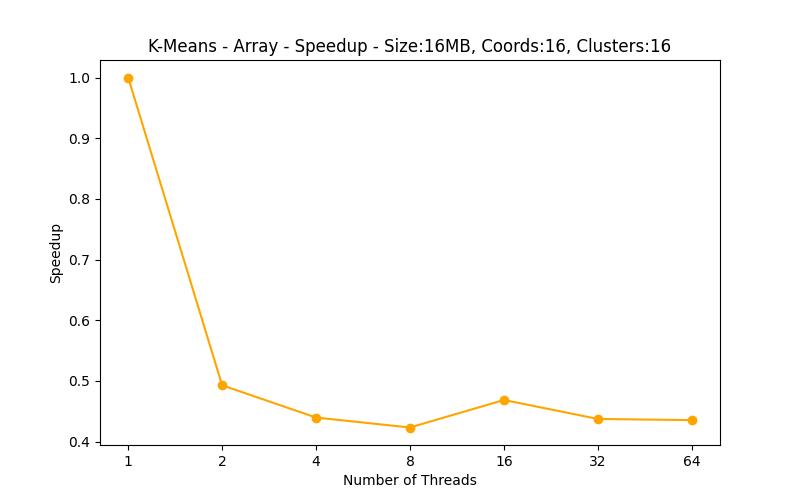 K-Means - Array - Speedup - Size:16MB, Coords:16, Clusters:16
1.0
0.9
0.8
0.7
0.6
0.5
0.4
Speedup
1 2 4 8 16 32 64
Number of Threads